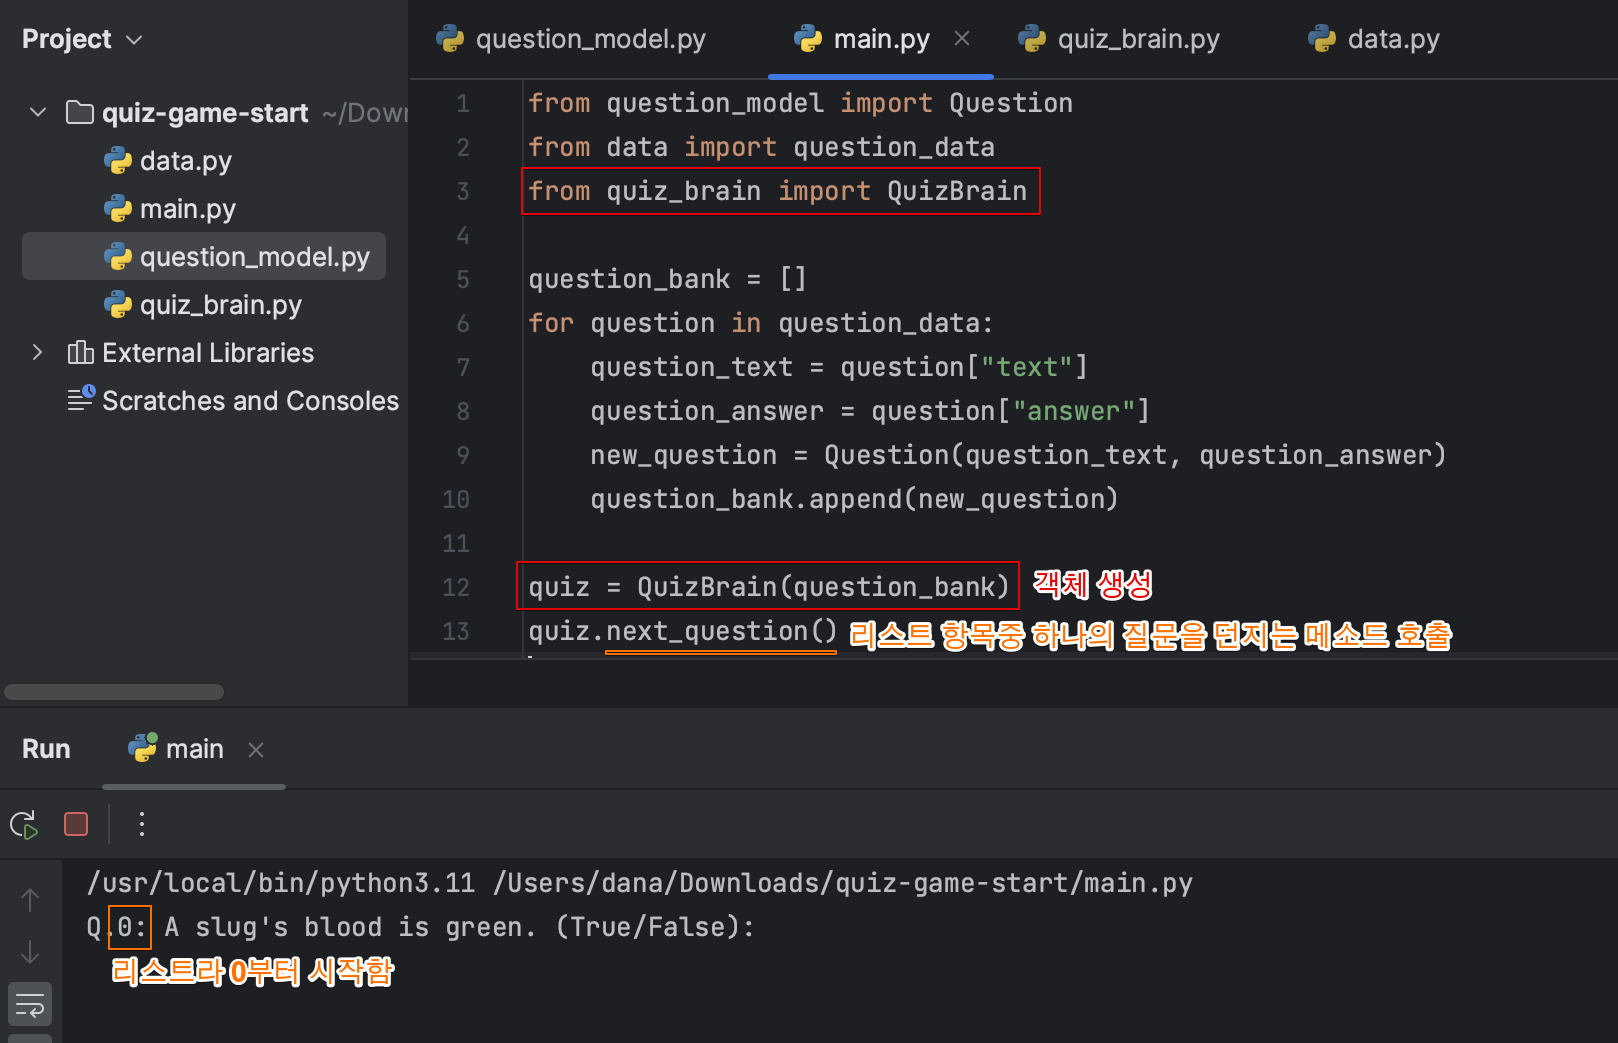 Project
quiz-game-start ~/Dow
data.py
main.py
question_model.py
quiz_brain.py
External Libraries
Scratches and Consoles
question_model.py main.py quiz_brain.py data.py
1 from question_model import Question
2 from data import question_data
3 from quiz_brain import QuizBrain
4
5 question_bank = []
6 for question in question_data:
7 question_text = question["text"]
8 question_answer = question["answer"]
9 new_question = Question(question_text, question_answer)
10 question_bank.append(new_question)
11
12 quiz = QuizBrain(question_bank) 객체 생성
13 quiz.next_question() 리스트 항목중 하나의 질문을 던지는 메소드 호출
Run main
/usr/local/bin/python3.11 /Users/dana/Downloads/quiz-game-start/main.py
Q.0: A slug's blood is green. (True/False):
리스트라 0부터 시작함